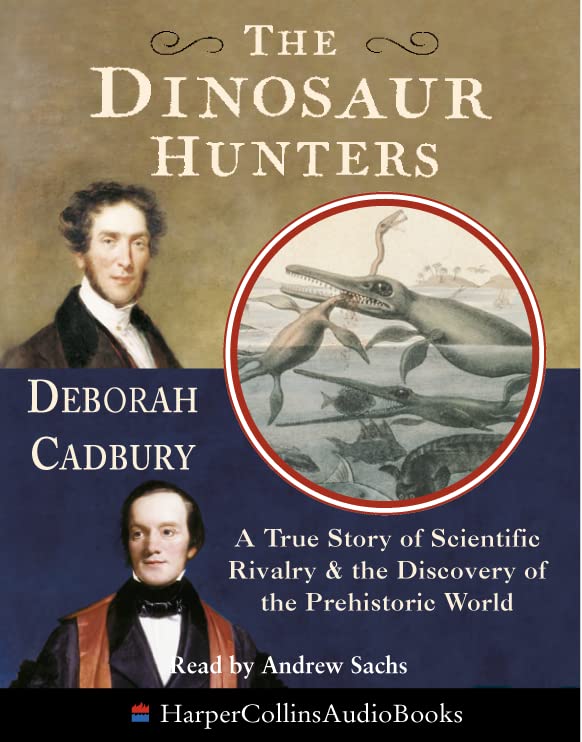 THE
DINOSAUR
HUNTERS
DEBORAH
CADBURY
A True Story of Scientific
Rivalry & the Discovery of
the Prehistoric World
Read by Andrew Sachs
HarperCollinsAudioBooks